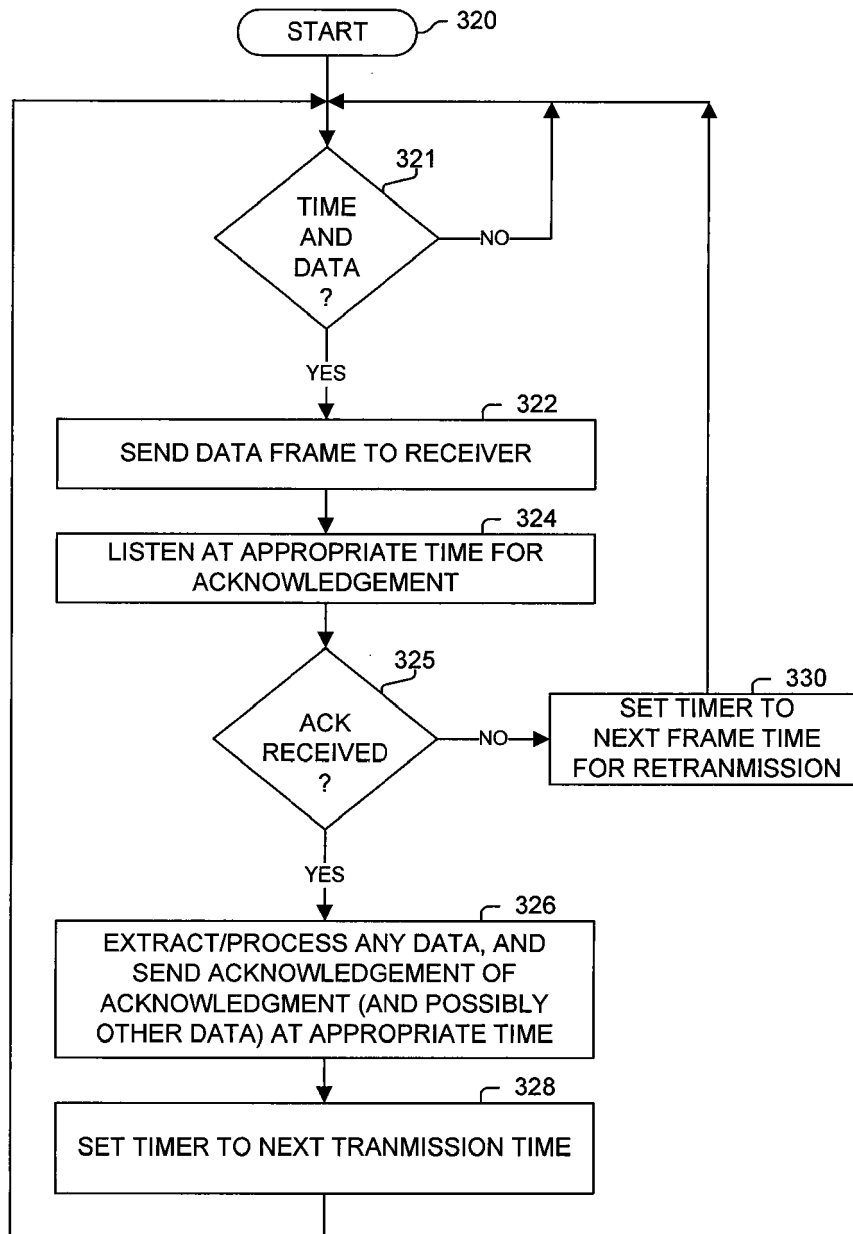 START
320
321
TIME
AND
DATA
?
NO
YES
322
SEND DATA FRAME TO RECEIVER
324
LISTEN AT APPROPRIATE TIME FOR
ACKNOWLEDGEMENT
325
ACK
RECEIVED
?
NO
330
SET TIMER TO
NEXT FRAME TIME
FOR RETRANMISSION
YES
326
EXTRACT/PROCESS ANY DATA, AND
SEND ACKNOWLEDGEMENT OF
ACKNOWLEDGMENT (AND POSSIBLY
OTHER DATA) AT APPROPRIATE TIME
328
SET TIMER TO NEXT TRANMISSION TIME